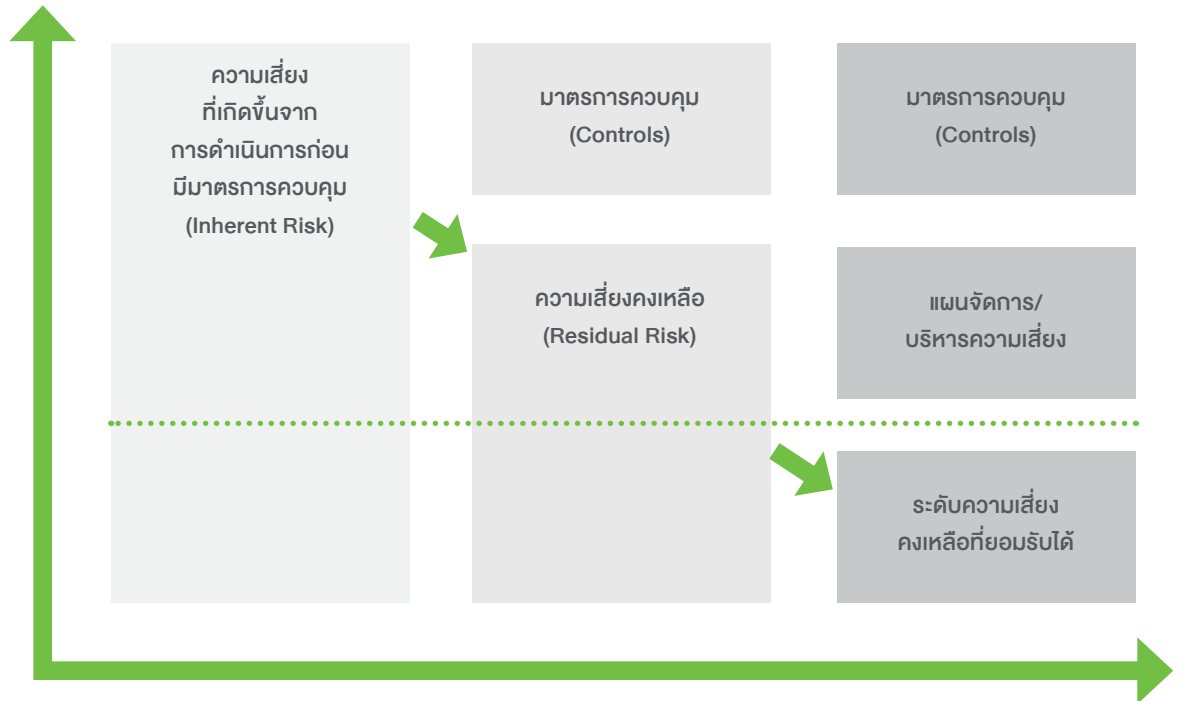 ความเสี่ยง
ที่เกิดขึ้นจาก
การดำเนินการก่อน
มีมาตรการควบคุม
(Inherent Risk)
มาตรการควบคุม
(Controls)
ความเสี่ยงคงเหลือ
(Residual Risk)
มาตรการควบคุม
(Controls)
แผนจัดการ/
บริหารความเสี่ยง
ระดับความเสี่ยง
คงเหลือที่ยอมรับได้